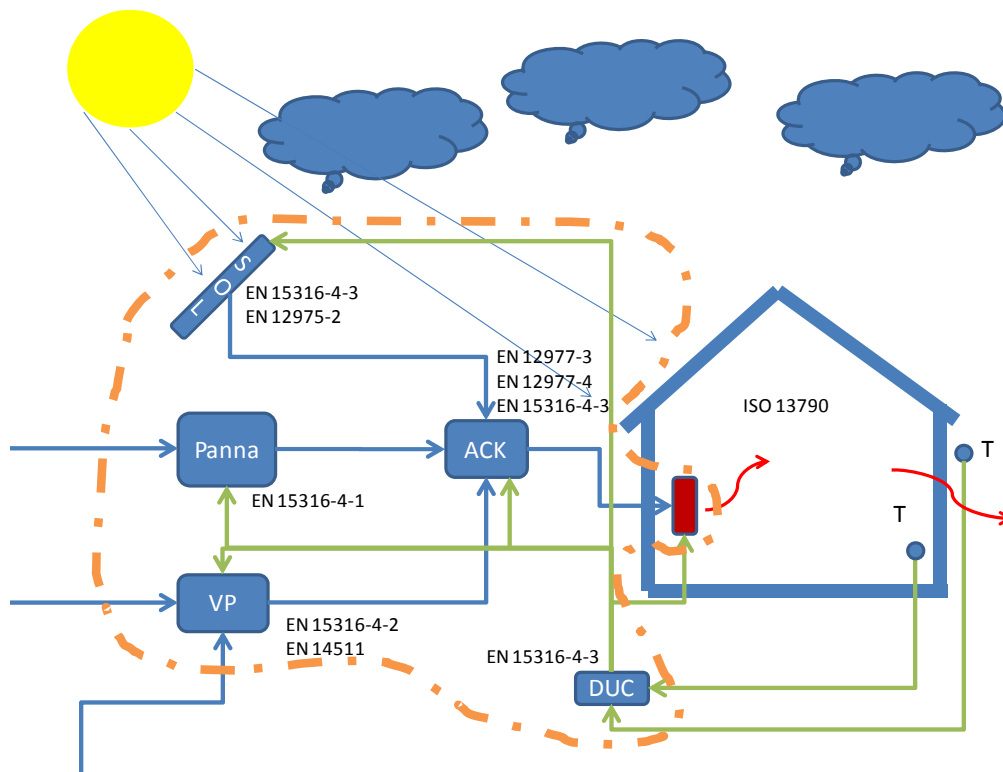 SOL
EN 15316-4-3
EN 12975-2
EN 12977-3
EN 12977-4
EN 15316-4-3
ISO 13790
Panna
ACK
T
EN 15316-4-1
T
VP
EN 15316-4-2
EN 14511
EN 15316-4-3
DUC